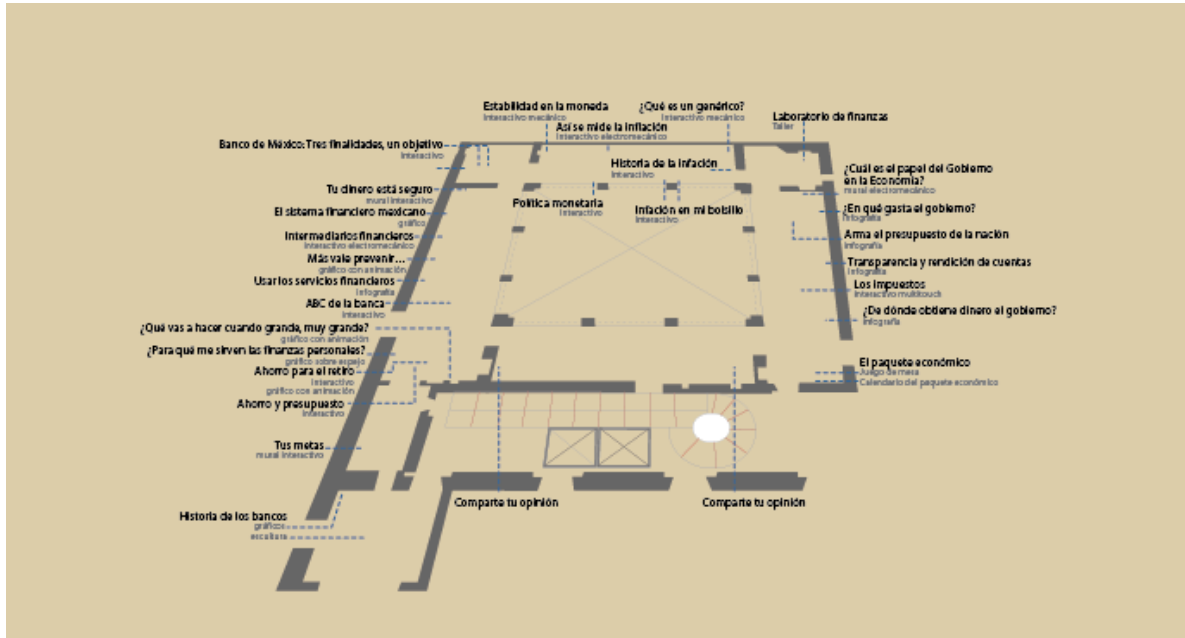 Estabilidad en la moneda
Interactivo mecánico
¿Qué es un genérico?
Interactivo mecánico
Así se mide la inflación
Interactivo electromecánico
Laboratorio de finanzas
Taller
Banco de México: Tres finalidades, un objetivo
Interactivo
Historia de la inflación
Interactivo
¿Cuál es el papel del Gobierno
en la Economía?
mural electromecánico
Tu dinero está seguro
mural interactivo
Política monetaria
Interactivo
Inflación en mi bolsillo
Interactivo
¿En qué gasta el gobierno?
Infografía
El sistema financiero mexicano
gráfico
Arma el presupuesto de la nación
Infografía
Intermediarios financieros
Interactivo electromecánico
Más vale prevenir...
gráfico con animación
Transparencia y rendición de cuentas
Infografía
Usar los servicios financieros
Infografía
Los impuestos
Interactivo multitouch
ABC de la banca
Interactivo
¿De dónde obtiene dinero el gobierno?
Infografía
¿Qué vas a hacer cuando grande, muy grande?
gráfico con animación
¿Para qué me sirven las finanzas personales?
gráfico sobre espejo
El paquete económico
Juego de mesa
Calendario del paquete económico
Ahorro para el retiro
Interactivo
gráfico con animación
Ahorro y presupuesto
Interactivo
Tus metas
mural interactivo
Comparte tu opinión
Comparte tu opinión
Historia de los bancos
gráficos
escultura